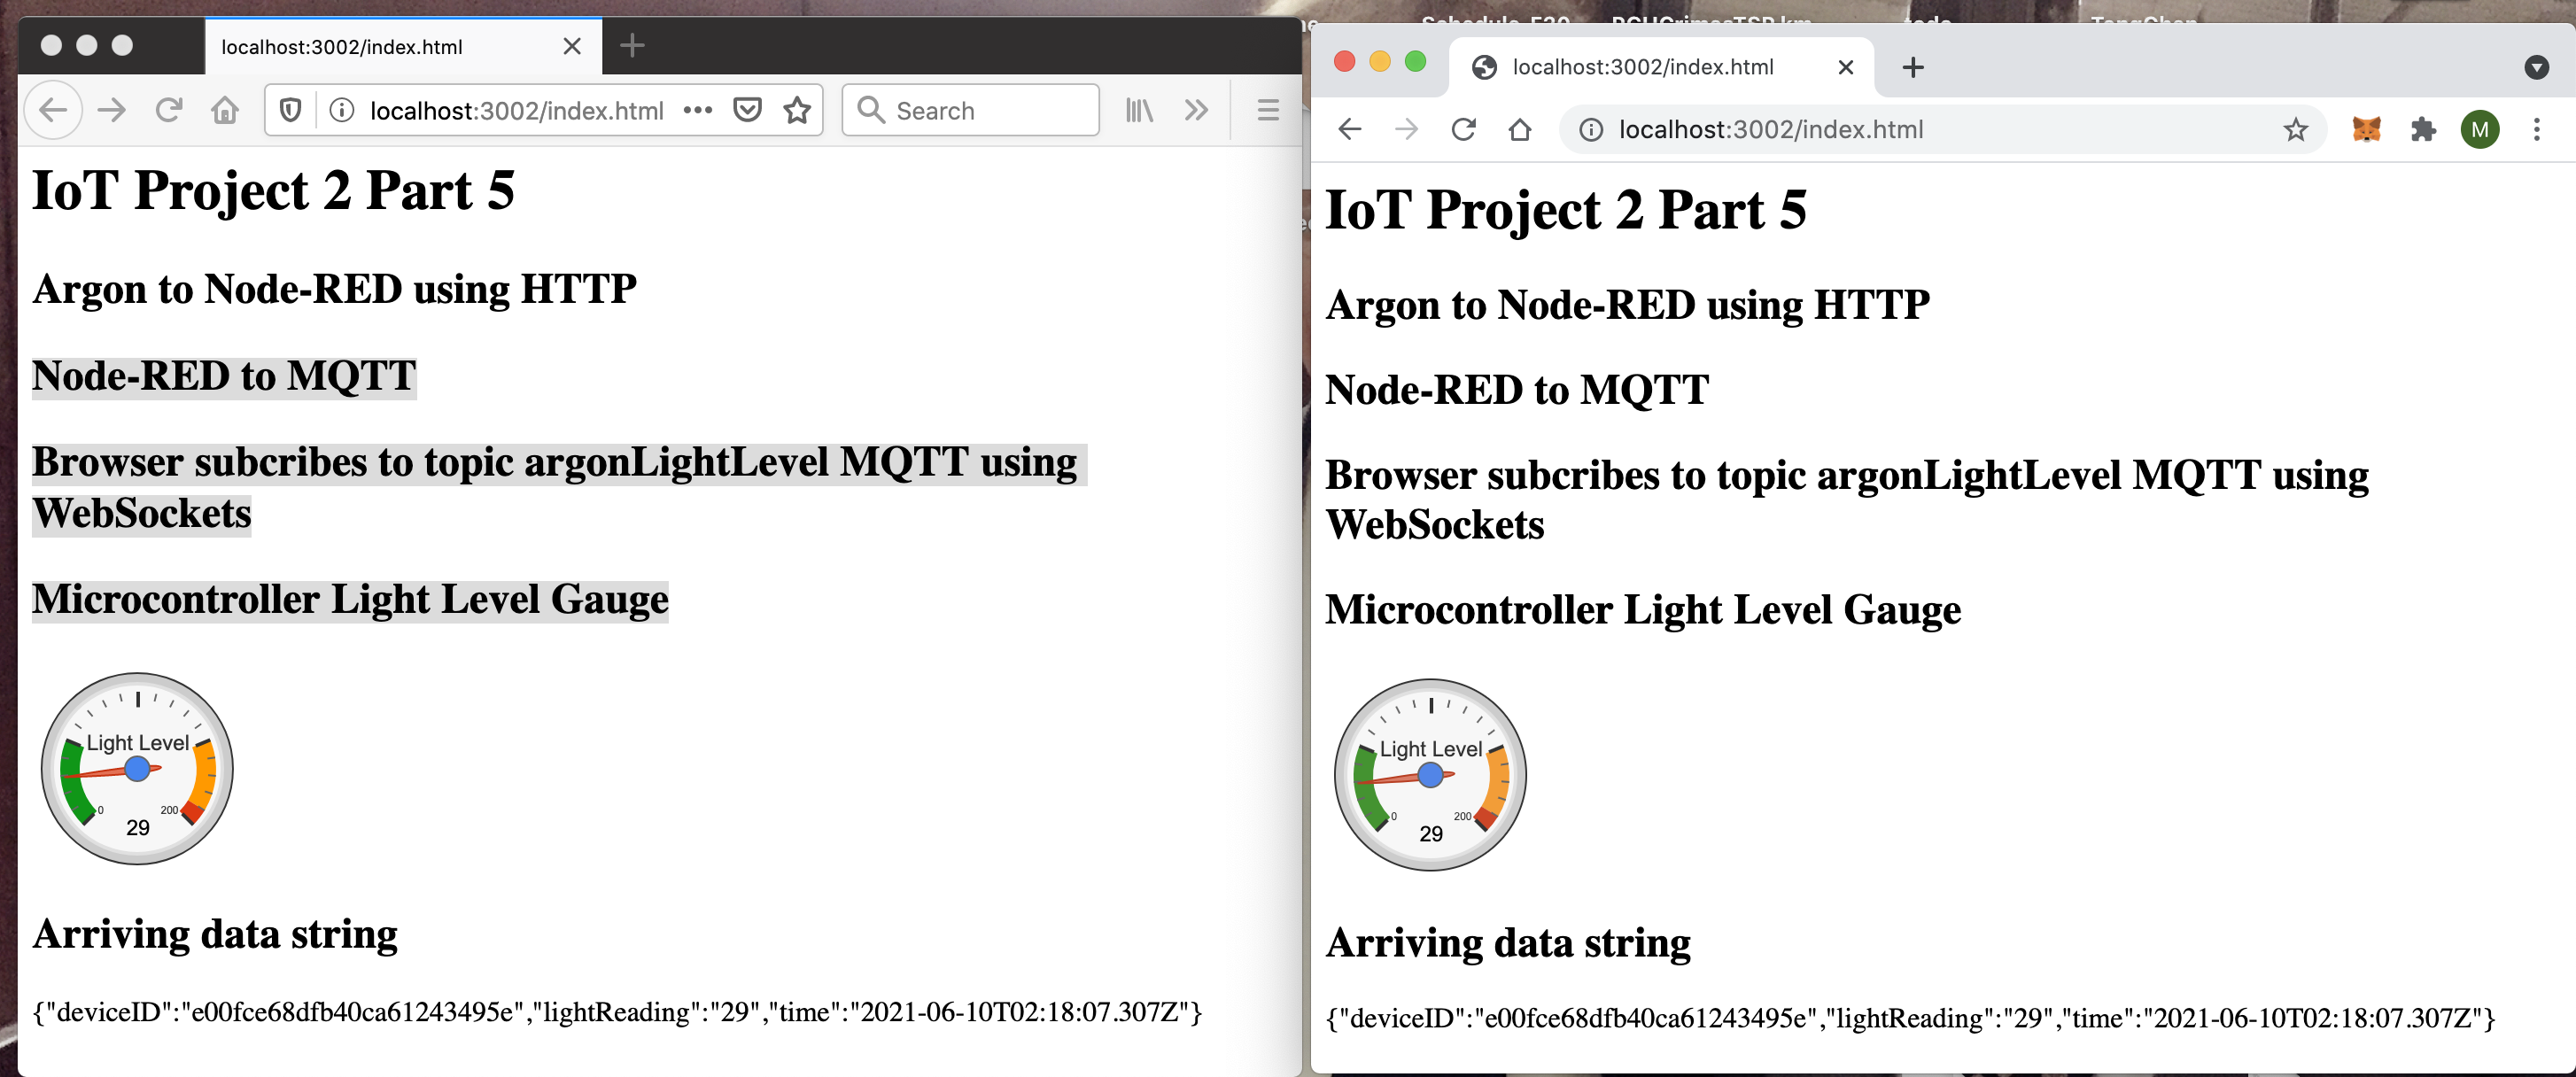 localhost:3002/index.html
localhost:3002/index.html
Search
IoT Project 2 Part 5
Argon to Node-RED using HTTP
Node-RED to MQTT
Browser subcribes to topic argonLightLevel MQTT using
WebSockets
Microcontroller Light Level Gauge
Light Level
0
200
29
Arriving data string
{"deviceID":"e00fce68dfb40ca61243495e","lightReading":"29","time":"2021-06-10T02:18:07.307Z"}
localhost:3002/index.html
localhost:3002/index.html
M
IoT Project 2 Part 5
Argon to Node-RED using HTTP
Node-RED to MQTT
Browser subcribes to topic argonLightLevel MQTT using
WebSockets
Microcontroller Light Level Gauge
Light Level
0
200
29
Arriving data string
{"deviceID":"e00fce68dfb40ca61243495e","lightReading":"29","time":"2021-06-10T02:18:07.307Z"}